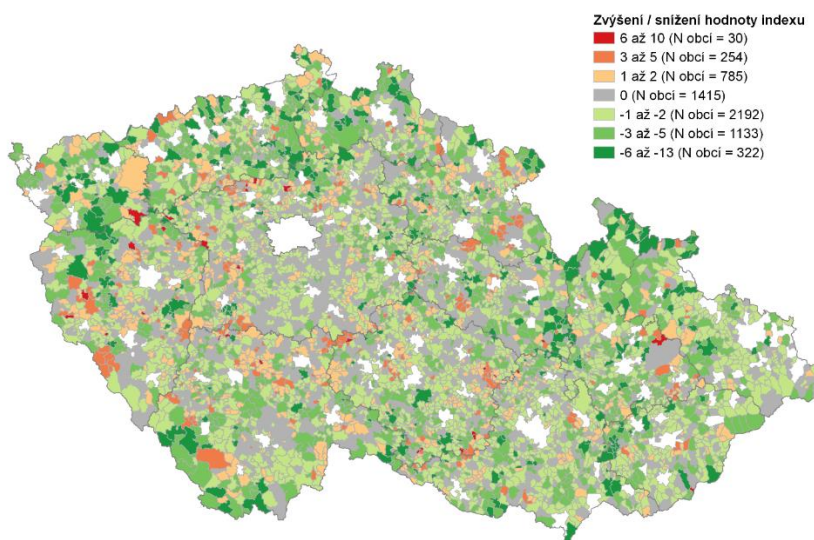 Zvýšení / snížení hodnoty indexu
6 až 10 (N obcí = 30)
3 až 5 (N obcí = 254)
1 až 2 (N obcí = 785)
0 (N obcí = 1415)
-1 až -2 (N obcí = 2192)
-3 až -5 (N obcí = 1133)
-6 až -13 (N obcí = 322)